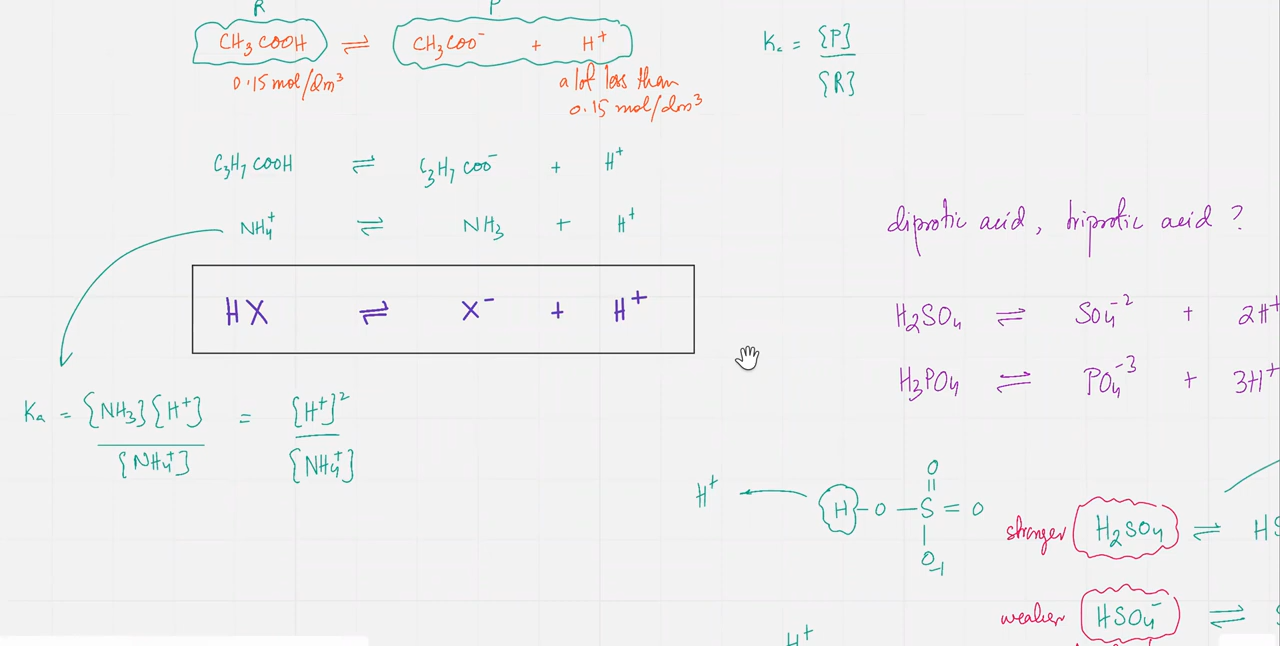 R P
CH3COOH ⇌ CH3COO⁻ + H⁺
0.15 mol/dm³
a lot less than
0.15 mol/dm³
Kc = [P]
[R]
C3H7COOH ⇌ C3H7COO⁻ + H⁺
NH4⁺ ⇌ NH3 + H⁺
HX ⇌ X⁻ + H⁺
Ka = [NH3][H⁺] = [H⁺]²
[NH4⁺] [NH4⁺]
diprotic acid, triprotic acid ?
H2SO4 ⇌ SO4⁻² + 2H⁺
H3PO4 ⇌ PO4⁻³ + 3H⁺
O
H⁺ H-O-S=O
O-1
stronger H2SO4 ⇌ HS
weaker HSO4⁻ ⇌
H⁺